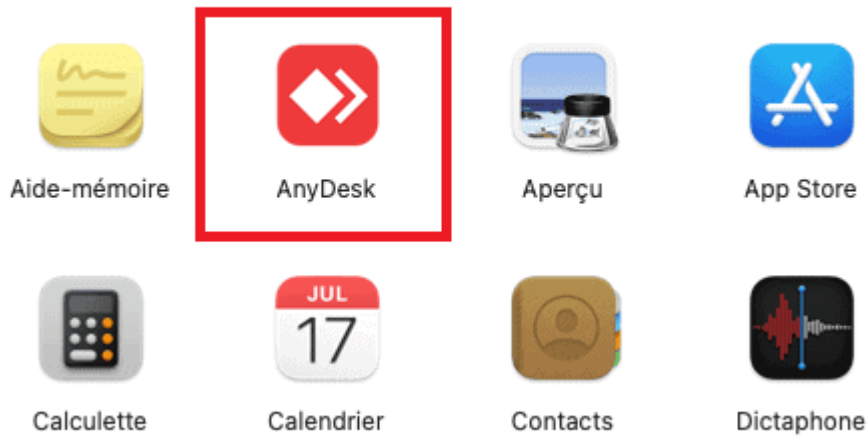 Aide-mémoire
AnyDesk
Aperçu
App Store
JUL
17
Calculette
Calendrier
Contacts
Dictaphone